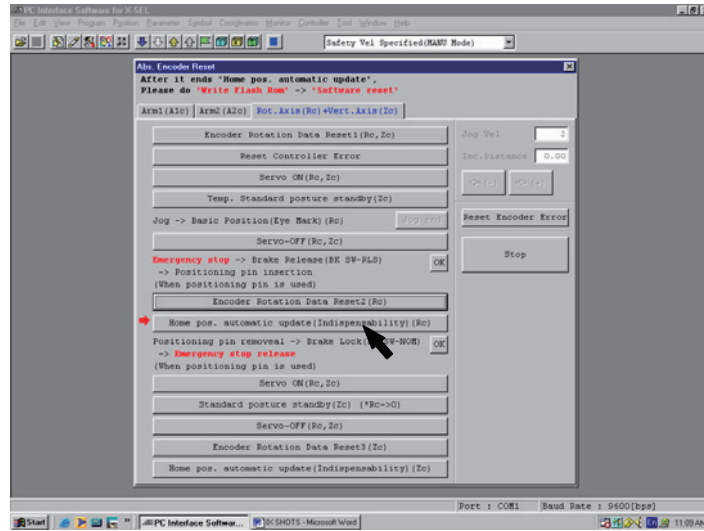 PC Interface Software for X-SEL
File Edit View Program Position Parameter Symbol Coordinates Monitor Controller Tool Window Help
Safety Vel Specified(MANU Mode)
Abs. Encoder Reset
After it ends "Home pos. automatic update",
Please do "Write Flash Rom" -> "Software reset"
Arm1(A1c) Arm2(A2c) Rot.Axis(Rc)+Vert.Axis(Zc)
Encoder Rotation Data Reset1(Rc,Zc)
Jog Vel 2
Reset Controller Error
Inc.Distance 0.00
Servo ON(Rc,Zc)
(-) (+)
Temp. Standard posture standby(Zc)
Jog -> Basic Position(Eye Mark)(Rc) Jog end
Reset Encoder Error
Servo-OFF(Rc,Zc)
Stop
Emergency stop -> Brake Release(BK SW-RLS) OK
-> Positioning pin insertion
(When positioning pin is used)
Encoder Rotation Data Reset2(Rc)
Home pos. automatic update(Indispensability)(Rc)
Positioning pin removeal -> Brake Lock( SW-NOM) OK
-> Emergency stop release
(When positioning pin is used)
Servo ON(Rc,Zc)
Standard posture standby(Zc) (*Rc->0)
Servo-OFF(Rc,Zc)
Encoder Rotation Data Reset3(Zc)
Home pos. automatic update(Indispensability)(Zc)
Port : COM1 Baud Rate : 9600[bps]
Start PC Interface Softwar... IX SHOTS - Microsoft Word 11:09 AM